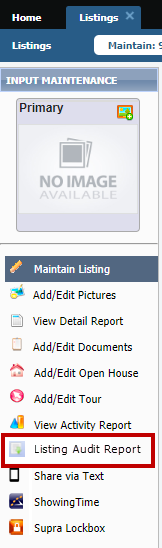 Home
Listings
Listings
Maintain: 
INPUT MAINTENANCE
Primary
NO IMAGE
AVAILABLE
Maintain Listing
Add/Edit Pictures
View Detail Report
Add/Edit Documents
Add/Edit Open House
Add/Edit Tour
View Activity Report
Listing Audit Report
Share via Text
ShowingTime
Supra Lockbox